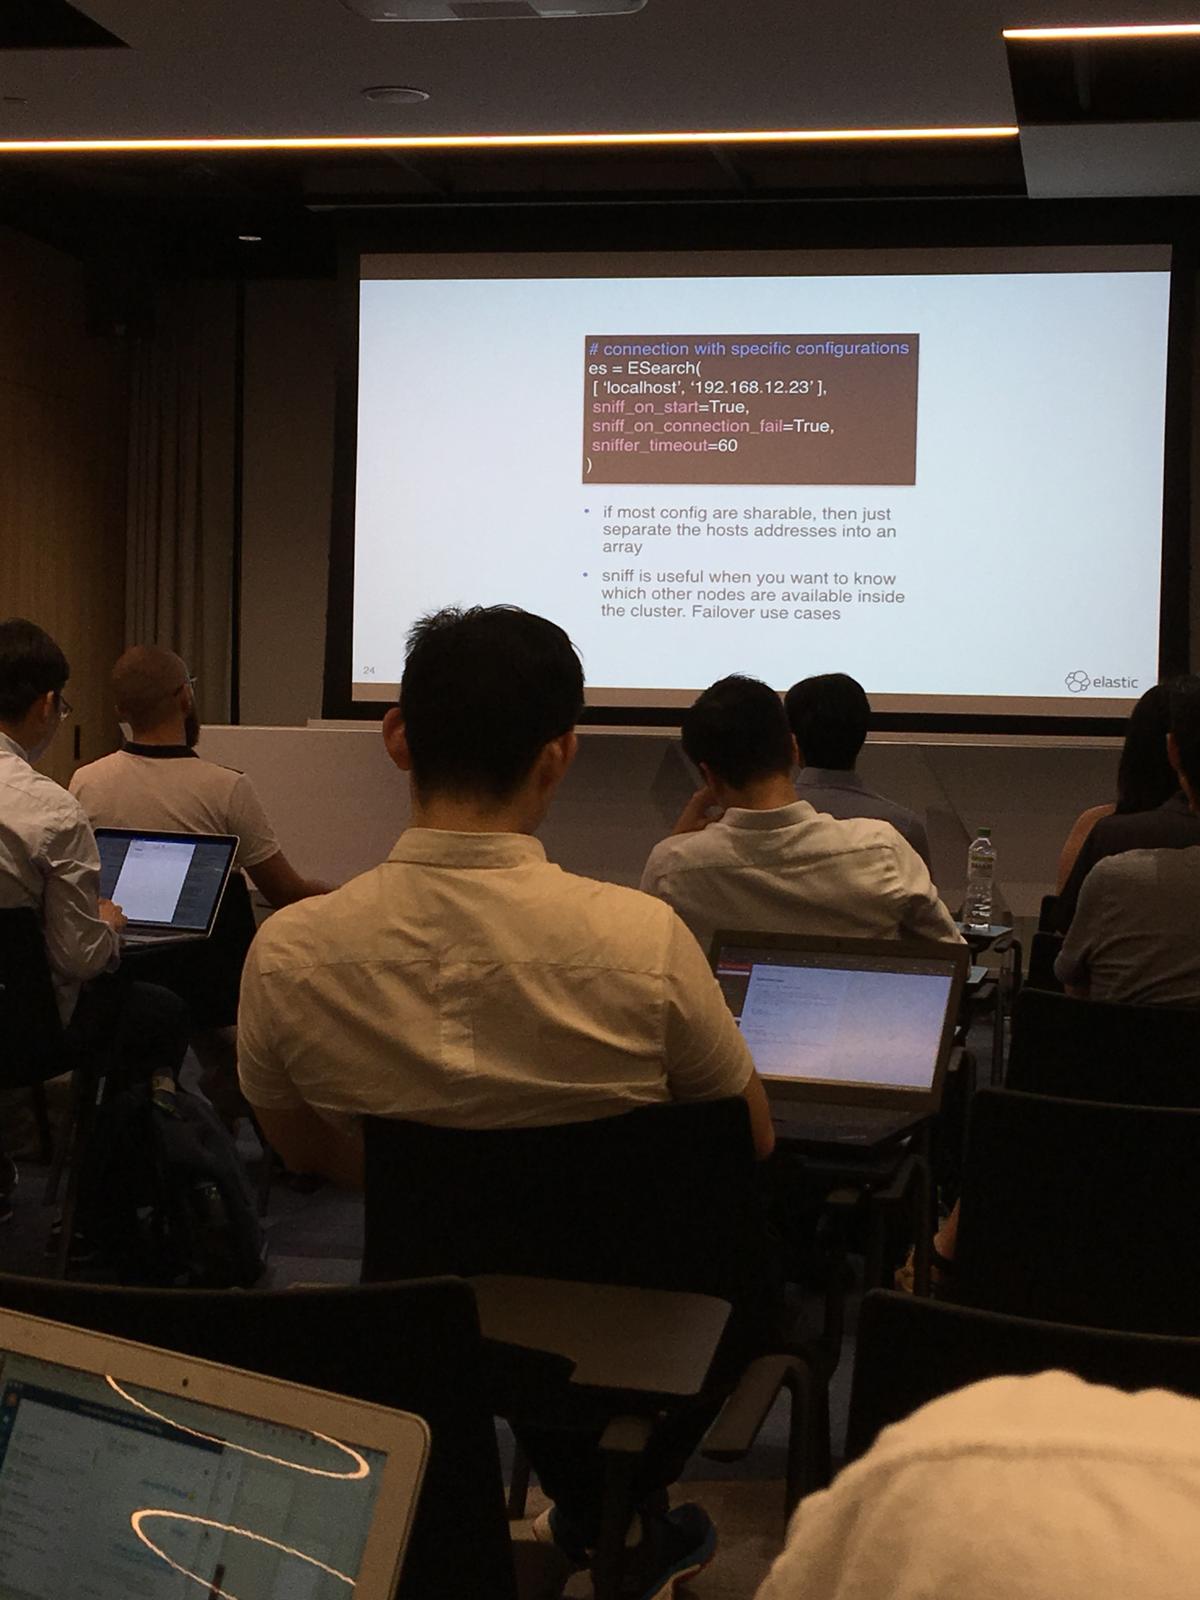 # connection with specific configurations
es = ESearch(
[ ‘localhost’, ‘192.168.12.23’ ],
sniff_on_start=True,
sniff_on_connection_fail=True,
sniffer_timeout=60
)
• if most config are sharable, then just
separate the hosts addresses into an
array
• sniff is useful when you want to know
which other nodes are available inside
the cluster. Failover use cases
24
elastic